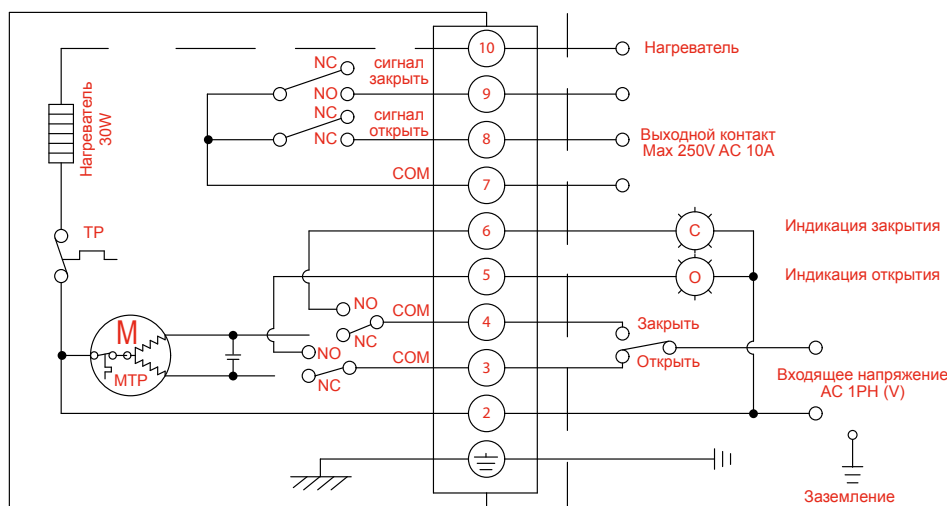 10
Нагреватель
NC
сигнал
закрыть
NO
9
NC
сигнал
открыть
NC
8
Выходной контакт
Max 250V AC 10A
COM
7
Нагреватель
30W
TP
6
C
Индикация закрытия
5
O
Индикация открытия
NO
COM
4
Закрыть
NC
M
MTP
NO
COM
3
Открыть
NC
Входящее напряжение
AC 1PH (V)
2
Заземление